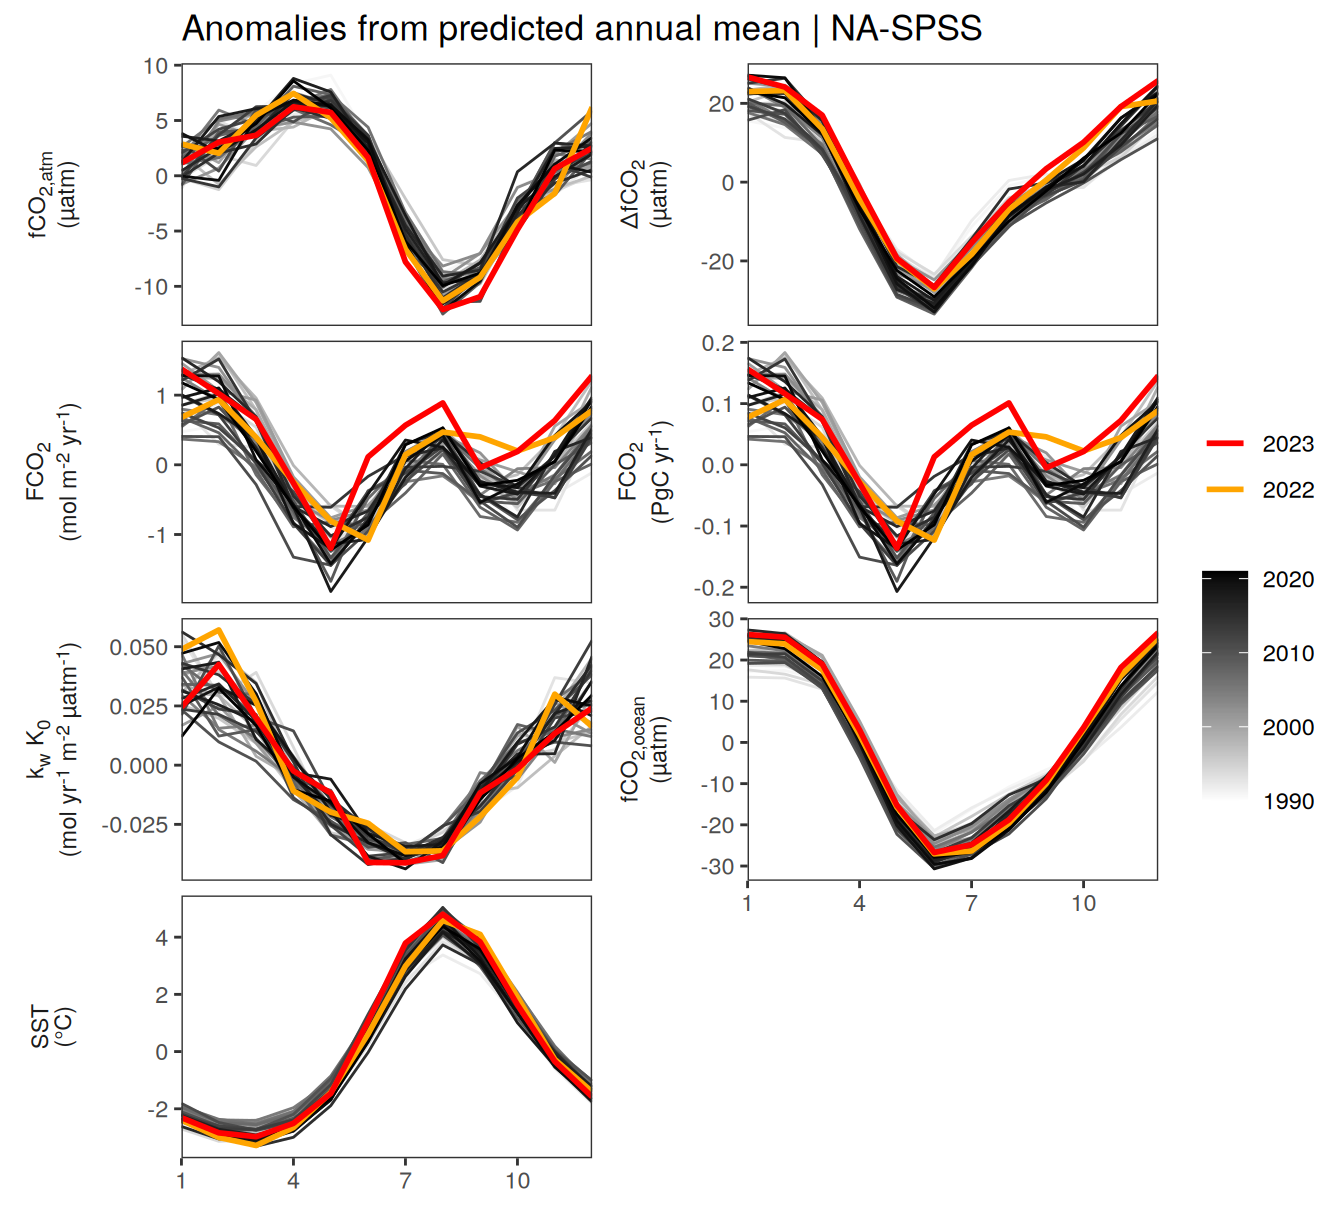 Anomalies from predicted annual mean | NA-SPSS
fCO2,atm
(µatm)
10
5
0
-5
-10
ΔfCO2
(µatm)
20
0
-20
FCO2
(mol m-2 yr-1)
1
0
-1
FCO2
(PgC yr-1)
0.2
0.1
0.0
-0.1
-0.2
kw K0
(mol yr-1 m-2 µatm-1)
0.050
0.025
0.000
-0.025
fCO2,ocean
(µatm)
30
20
10
0
-10
-20
-30
1 4 7 10
SST
(°C)
4
2
0
-2
1 4 7 10
2023
2022
2020
2010
2000
1990